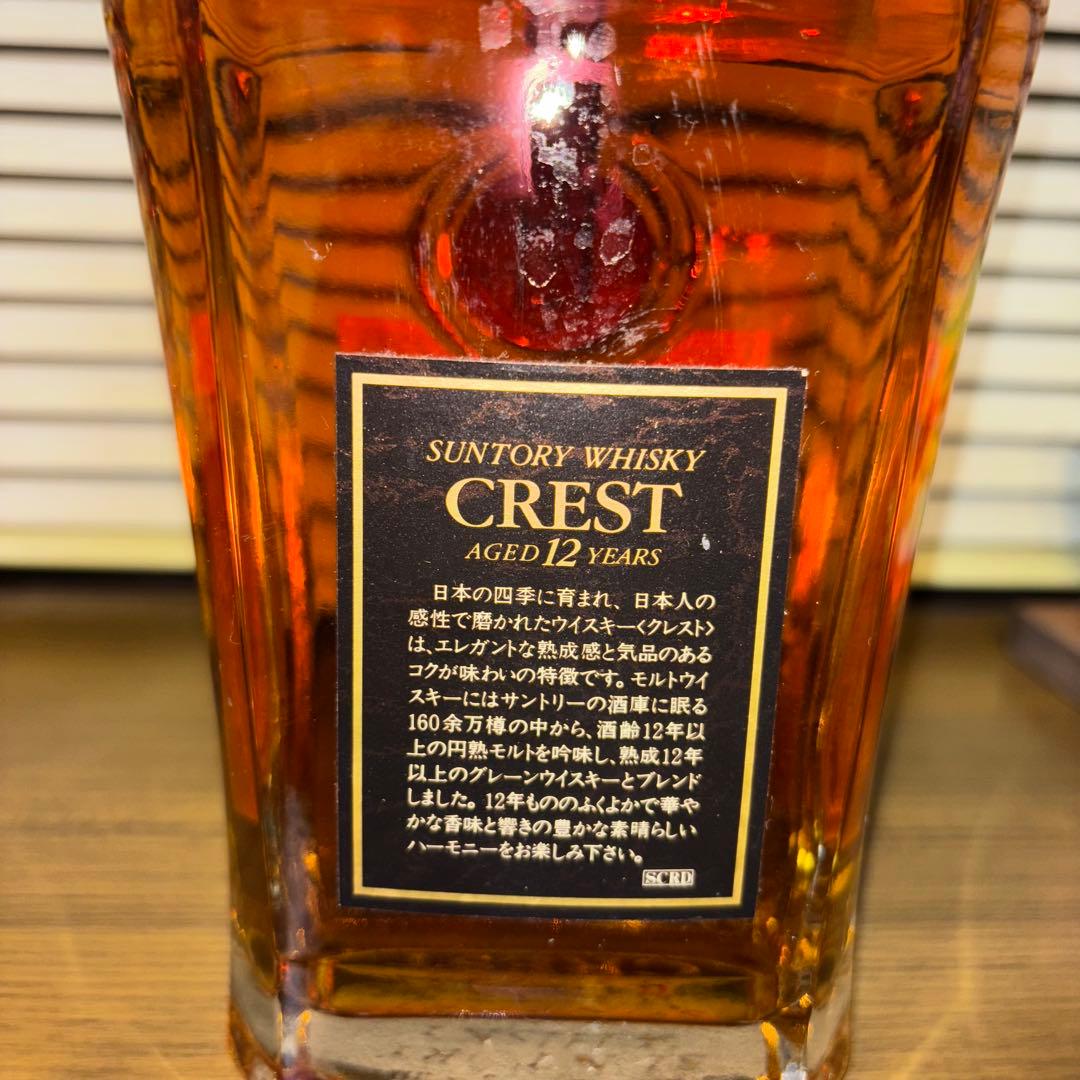 SUNTORY WHISKY
CREST
AGED 12 YEARS
日本の四季に育まれ、日本人の
感性で磨かれたウイスキー〈クレスト〉
は、エレガントな熟成感と気品のある
コクが味わいの特徴です。モルトウイ
スキーにはサントリーの酒庫に眠る
160余万樽の中から、酒齢12年以
上の円熟モルトを吟味し、熟成12年
以上のグレーンウイスキーとブレンド
しました。12年もののふくよかで華や
かな香味と響きの豊かな素晴らしい
ハーモニーをお楽しみ下さい。
SCRD